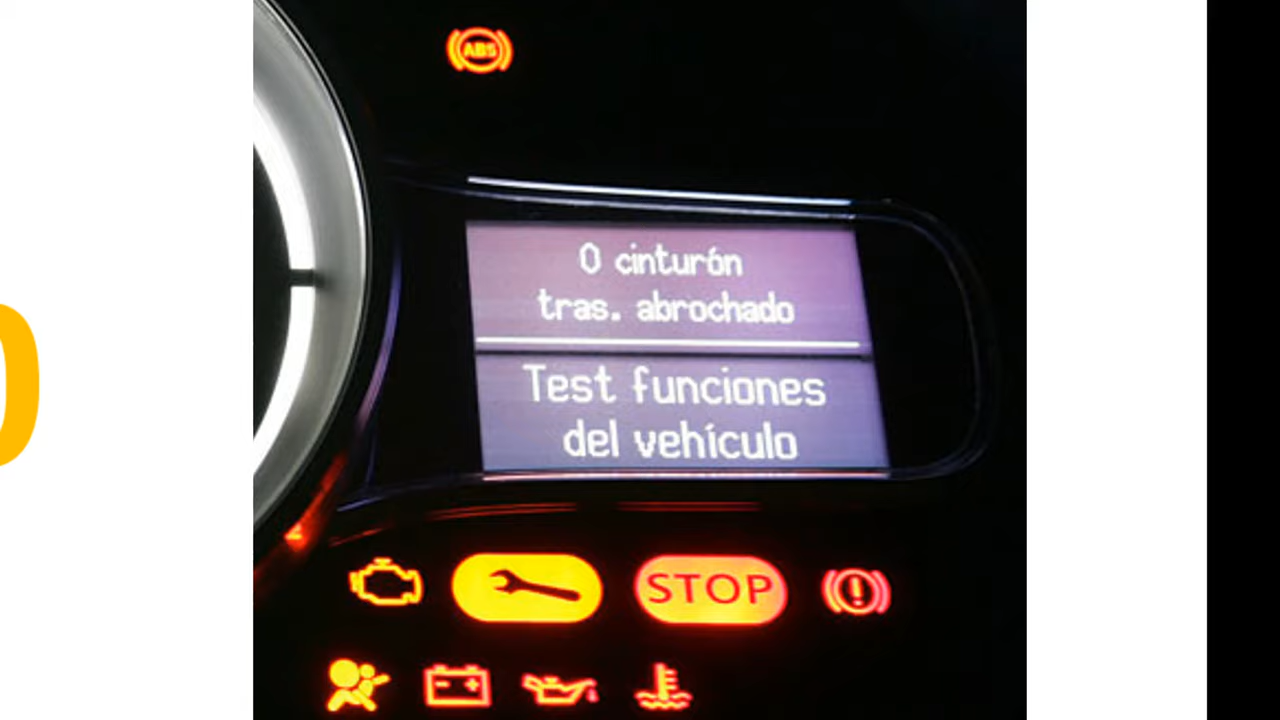 ABS
0 cinturón
tras. abrochado
Test funciones
del vehículo
STOP